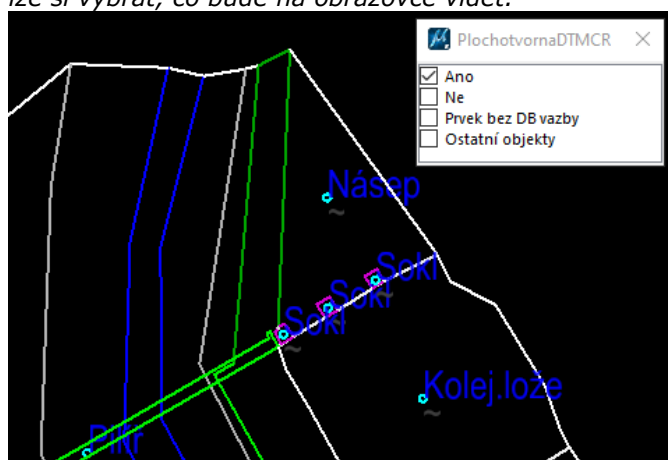 lze si vybrat, co bude na obrazovce vidět.
PlochotvornaDTMCR
Ano
Ne
Prvek bez DB vazby
Ostatní objekty
Násep
Sokl
Sokl
Sokl
Kolej.lože
Pilíř